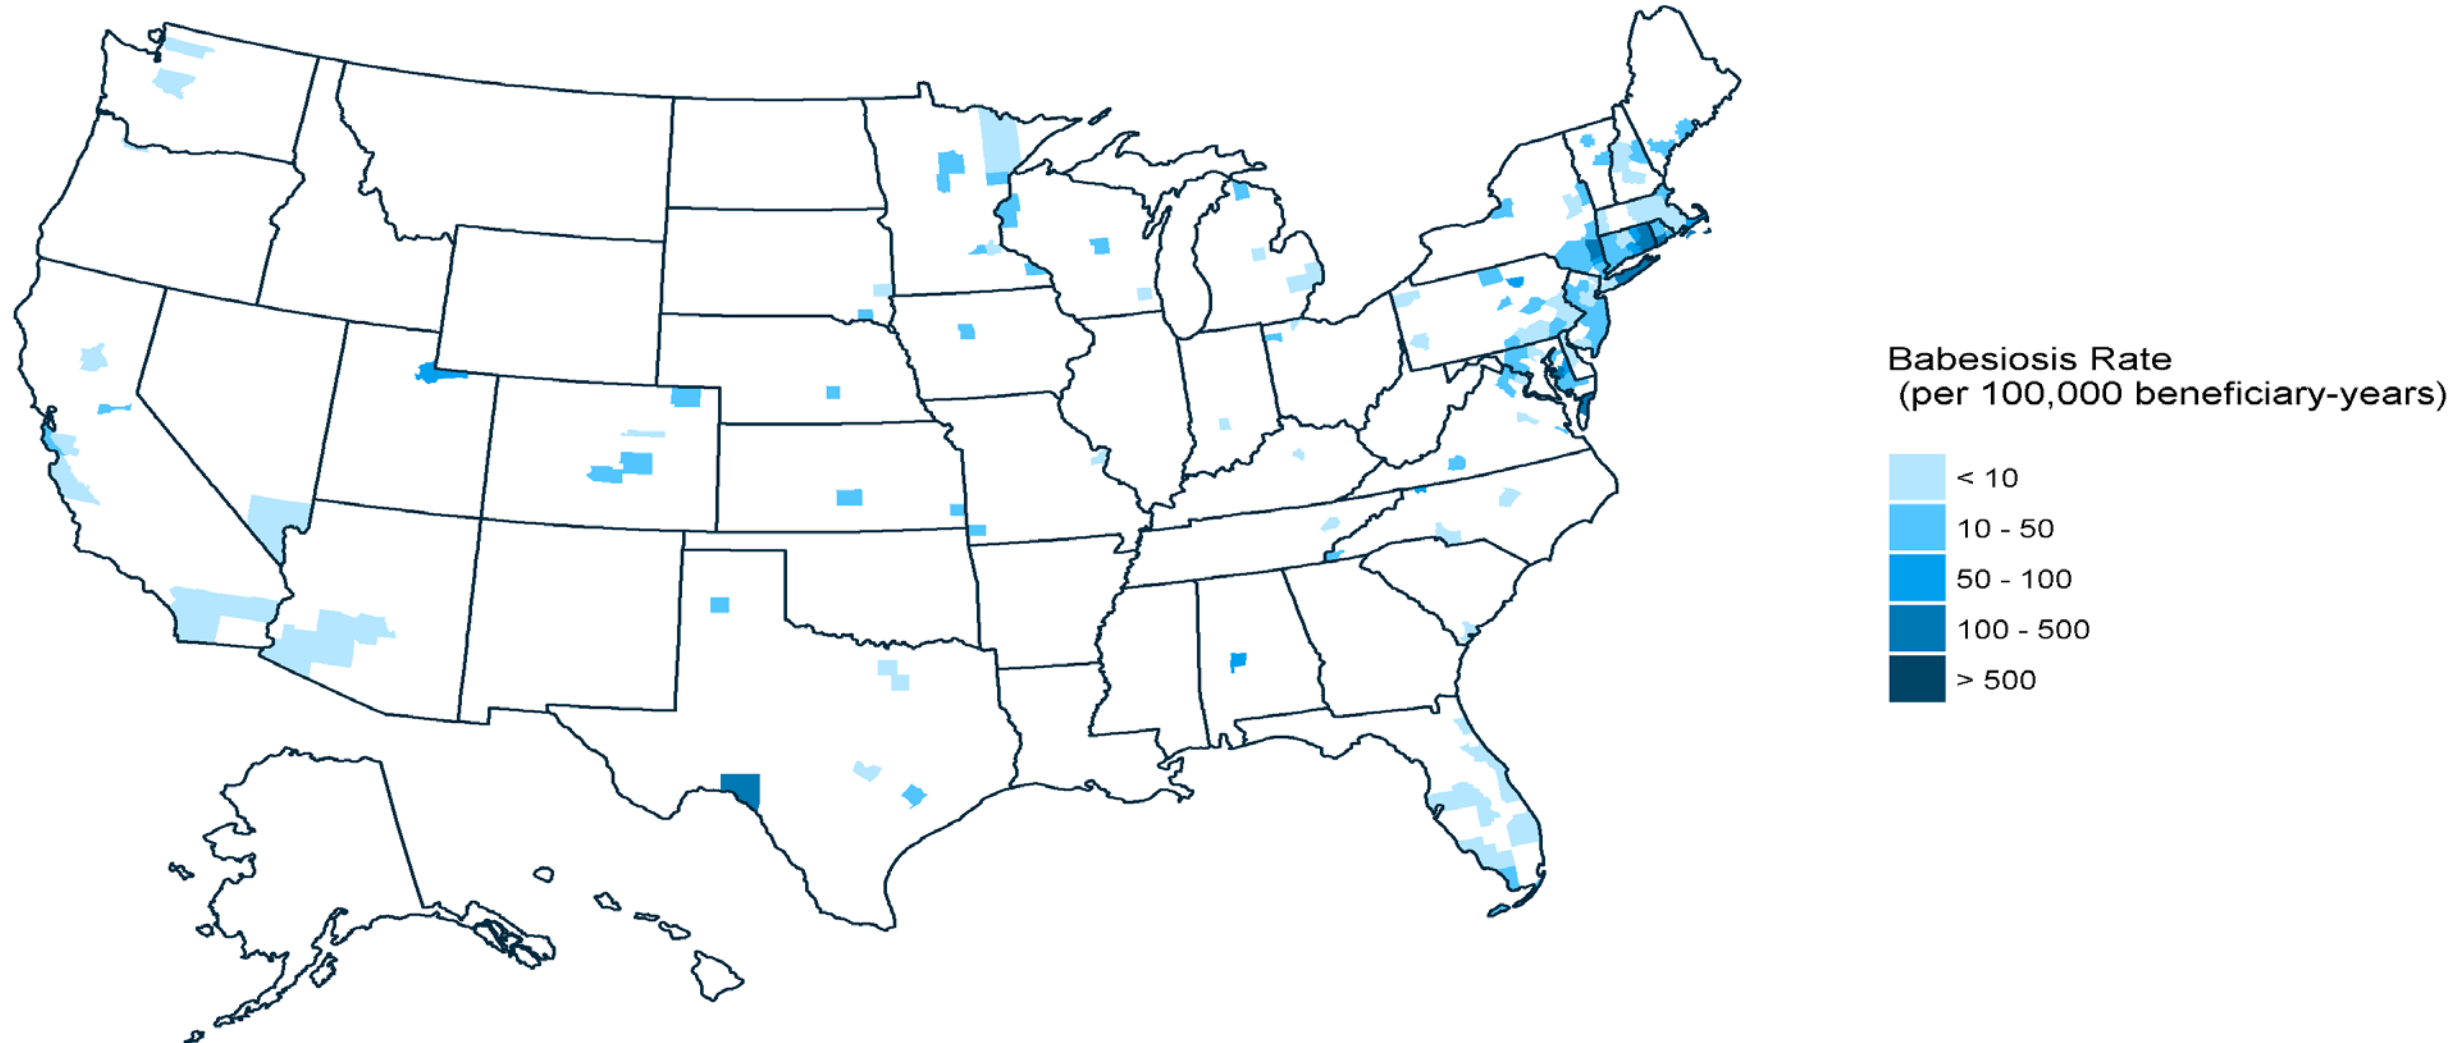 Babesiosis Rate
(per 100,000 beneficiary-years)
< 10
10 - 50
50 - 100
100 - 500
> 500